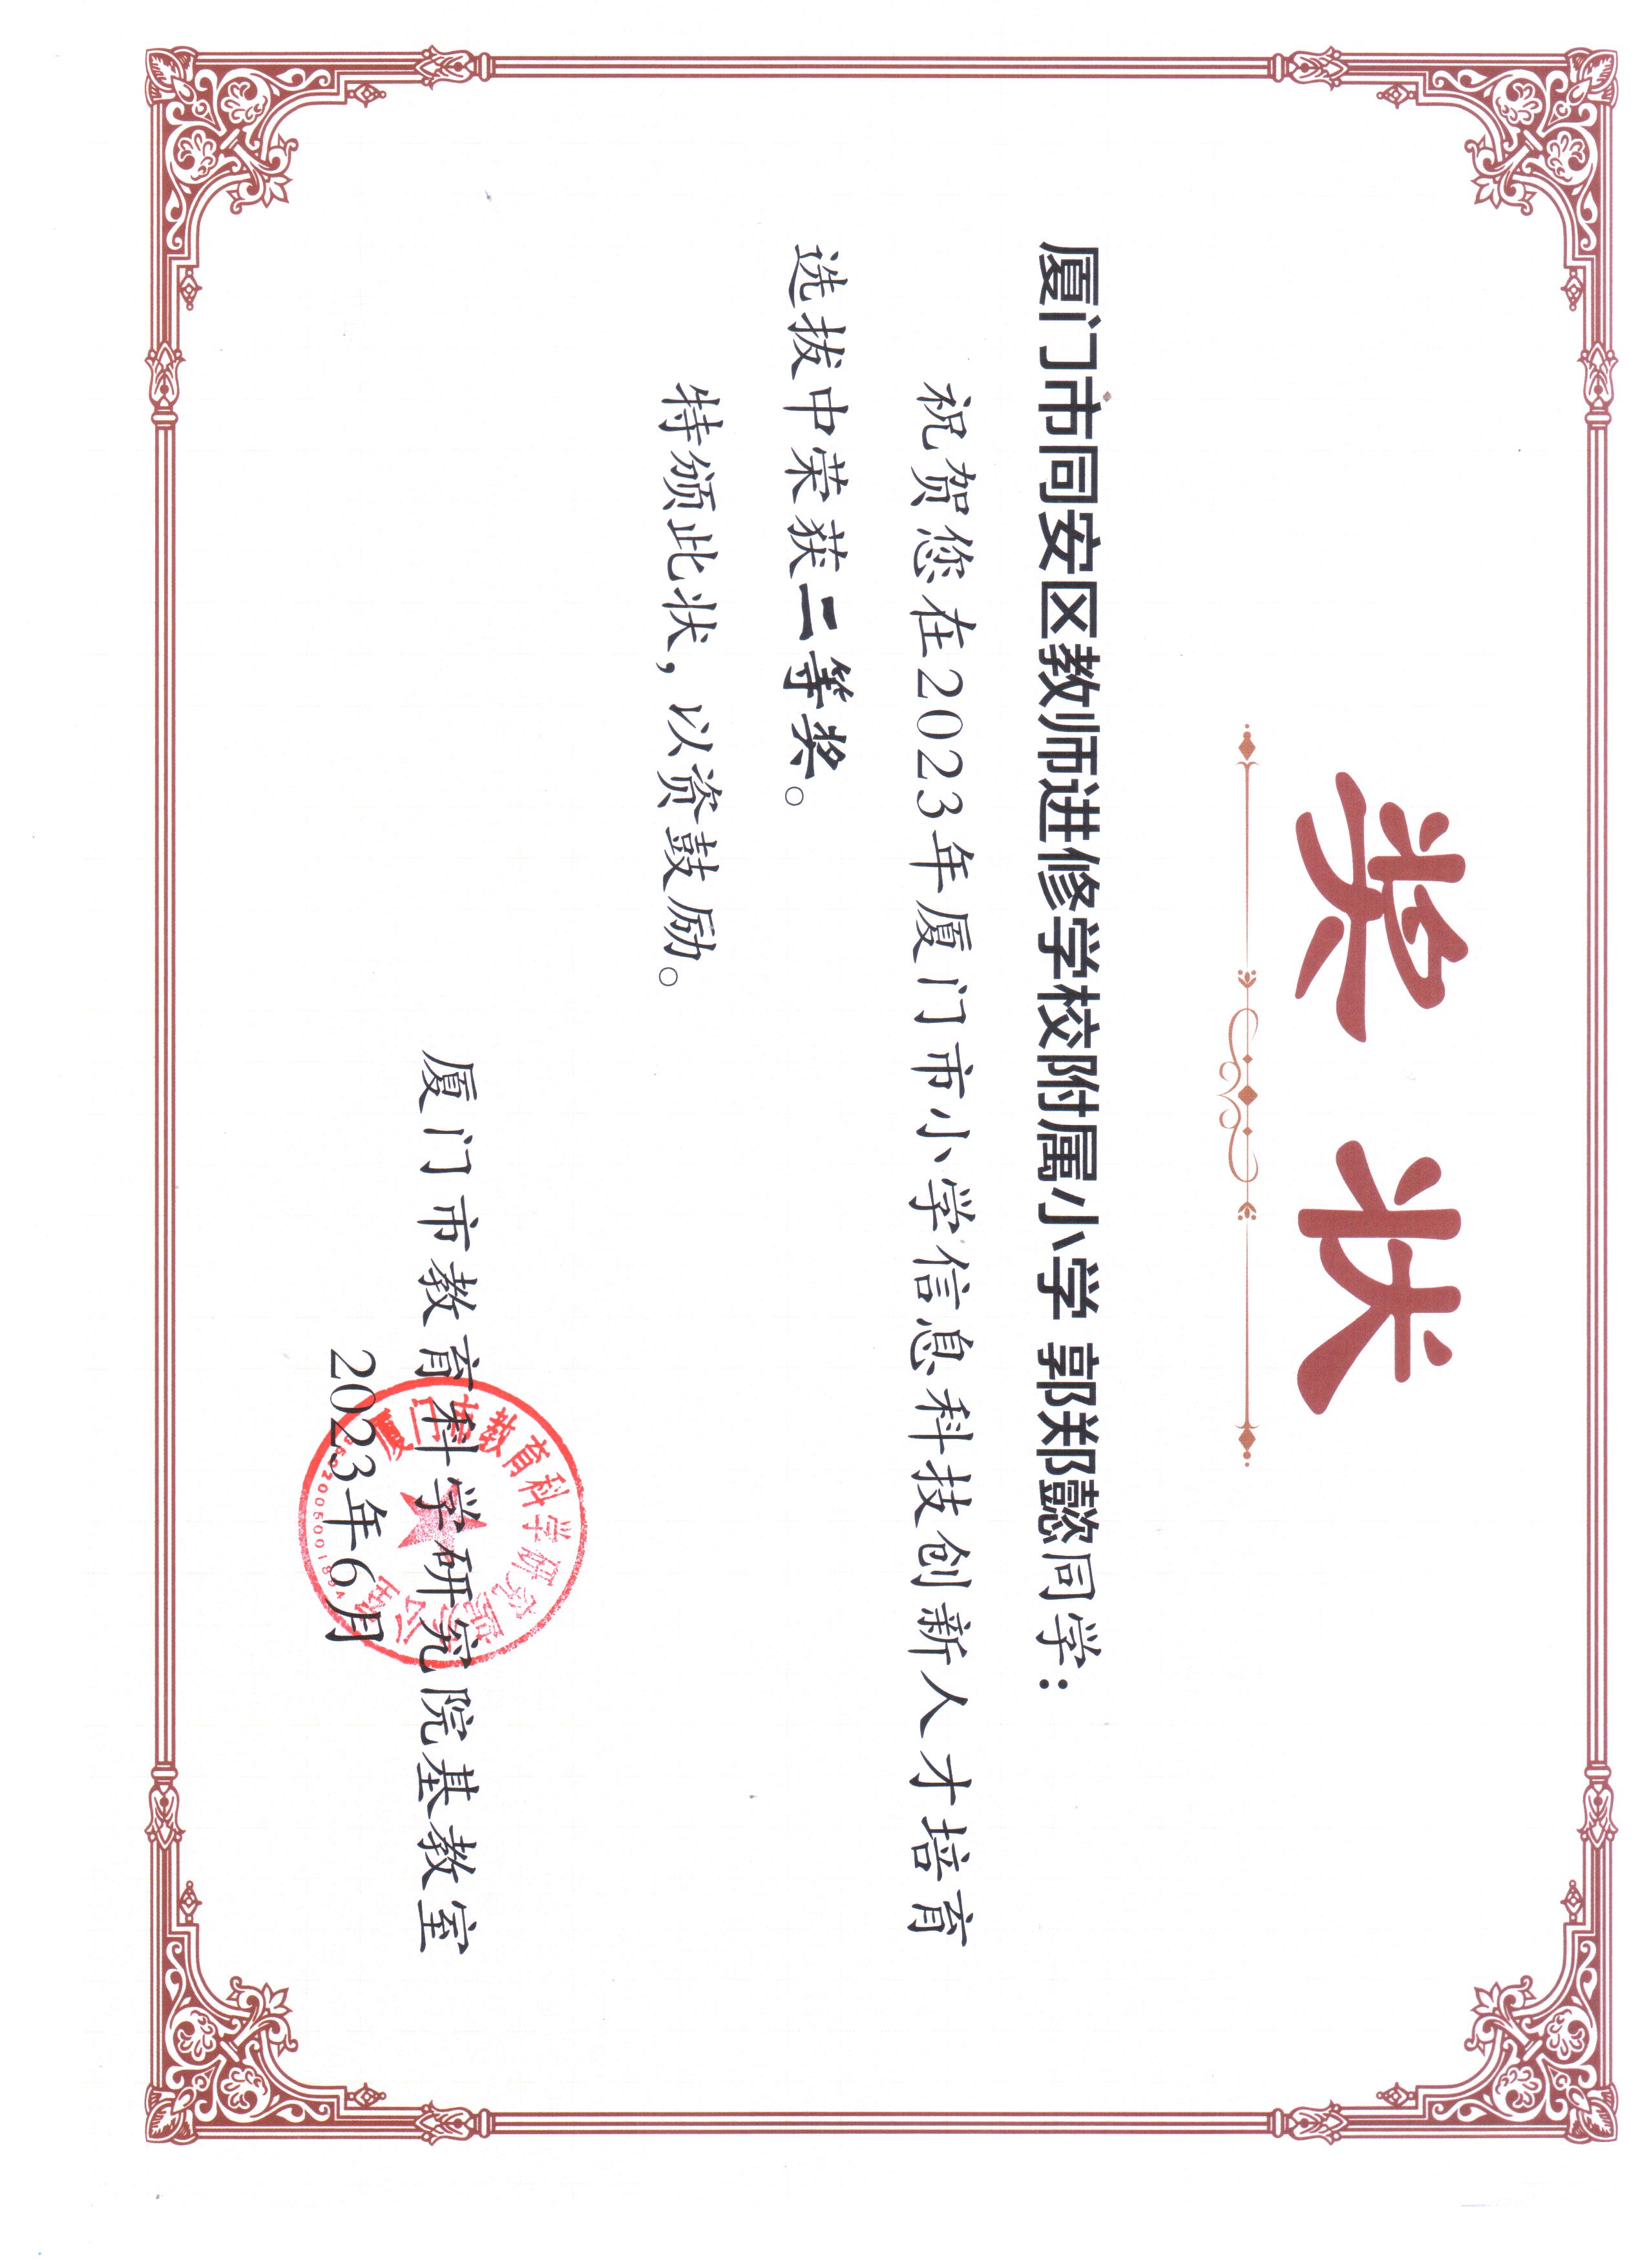 奖状
厦门市同安区教师进修学校附属小学 郭郑懿同学：
祝贺您在2023年厦门市小学信息科技创新人才培育
选拔中荣获二等奖。
特颁此状，以资鼓励。
厦门市教育科学研究院办公室
厦门市教育科学研究院基教室
2023年6月